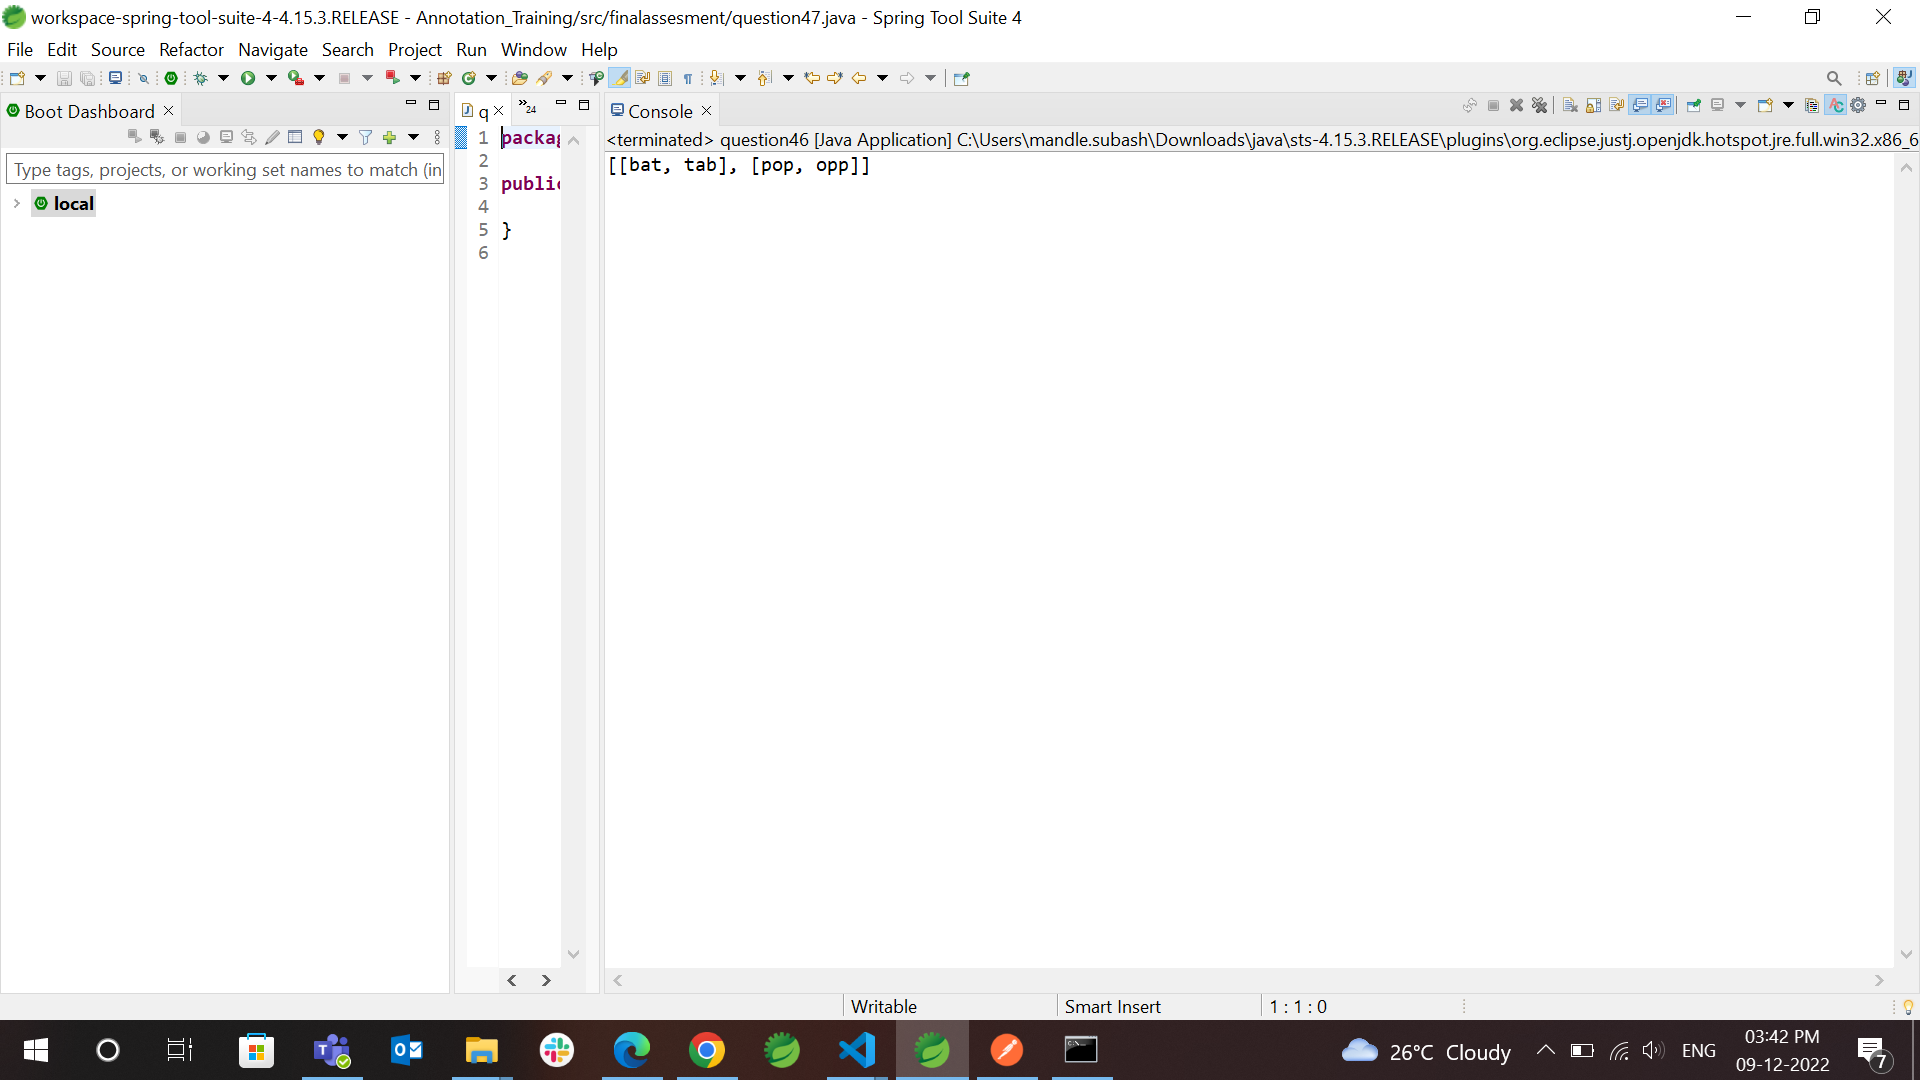 workspace-spring-tool-suite-4-4.15.3.RELEASE - Annotation_Training/src/finalassesment/question47.java - Spring Tool Suite 4
File Edit Source Refactor Navigate Search Project Run Window Help
Boot Dashboard
Type tags, projects, or working set names to match (in
local
q
24
1 packag
2
3 public
4
5 }
6
Console
<terminated> question46 [Java Application] C:\Users\mandle.subash\Downloads\java\sts-4.15.3.RELEASE\plugins\org.eclipse.justj.openjdk.hotspot.jre.full.win32.x86_6
[[bat, tab], [pop, opp]]
Writable Smart Insert 1 : 1 : 0
26°C Cloudy ENG
03:42 PM
09-12-2022
7